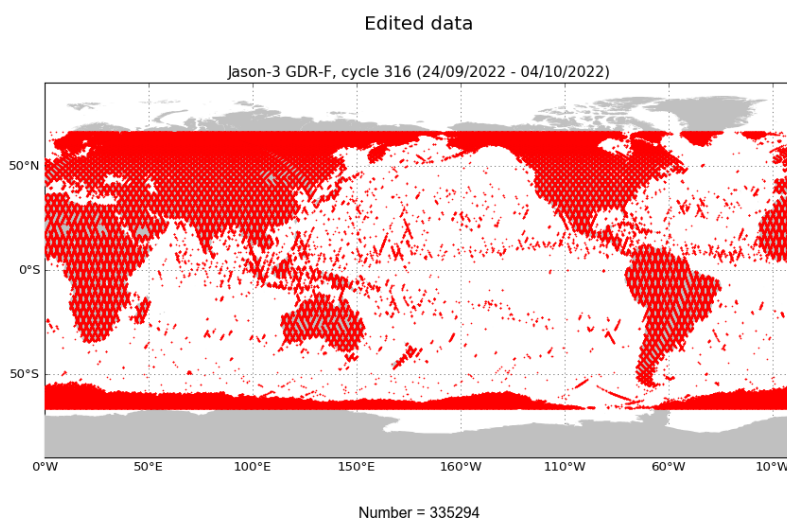 Edited data
Jason-3 GDR-F, cycle 316 (24/09/2022 - 04/10/2022)
50°N
0°S
50°S
0°W 50°E 100°E 150°E 160°W 110°W 60°W 10°W
Number = 335294